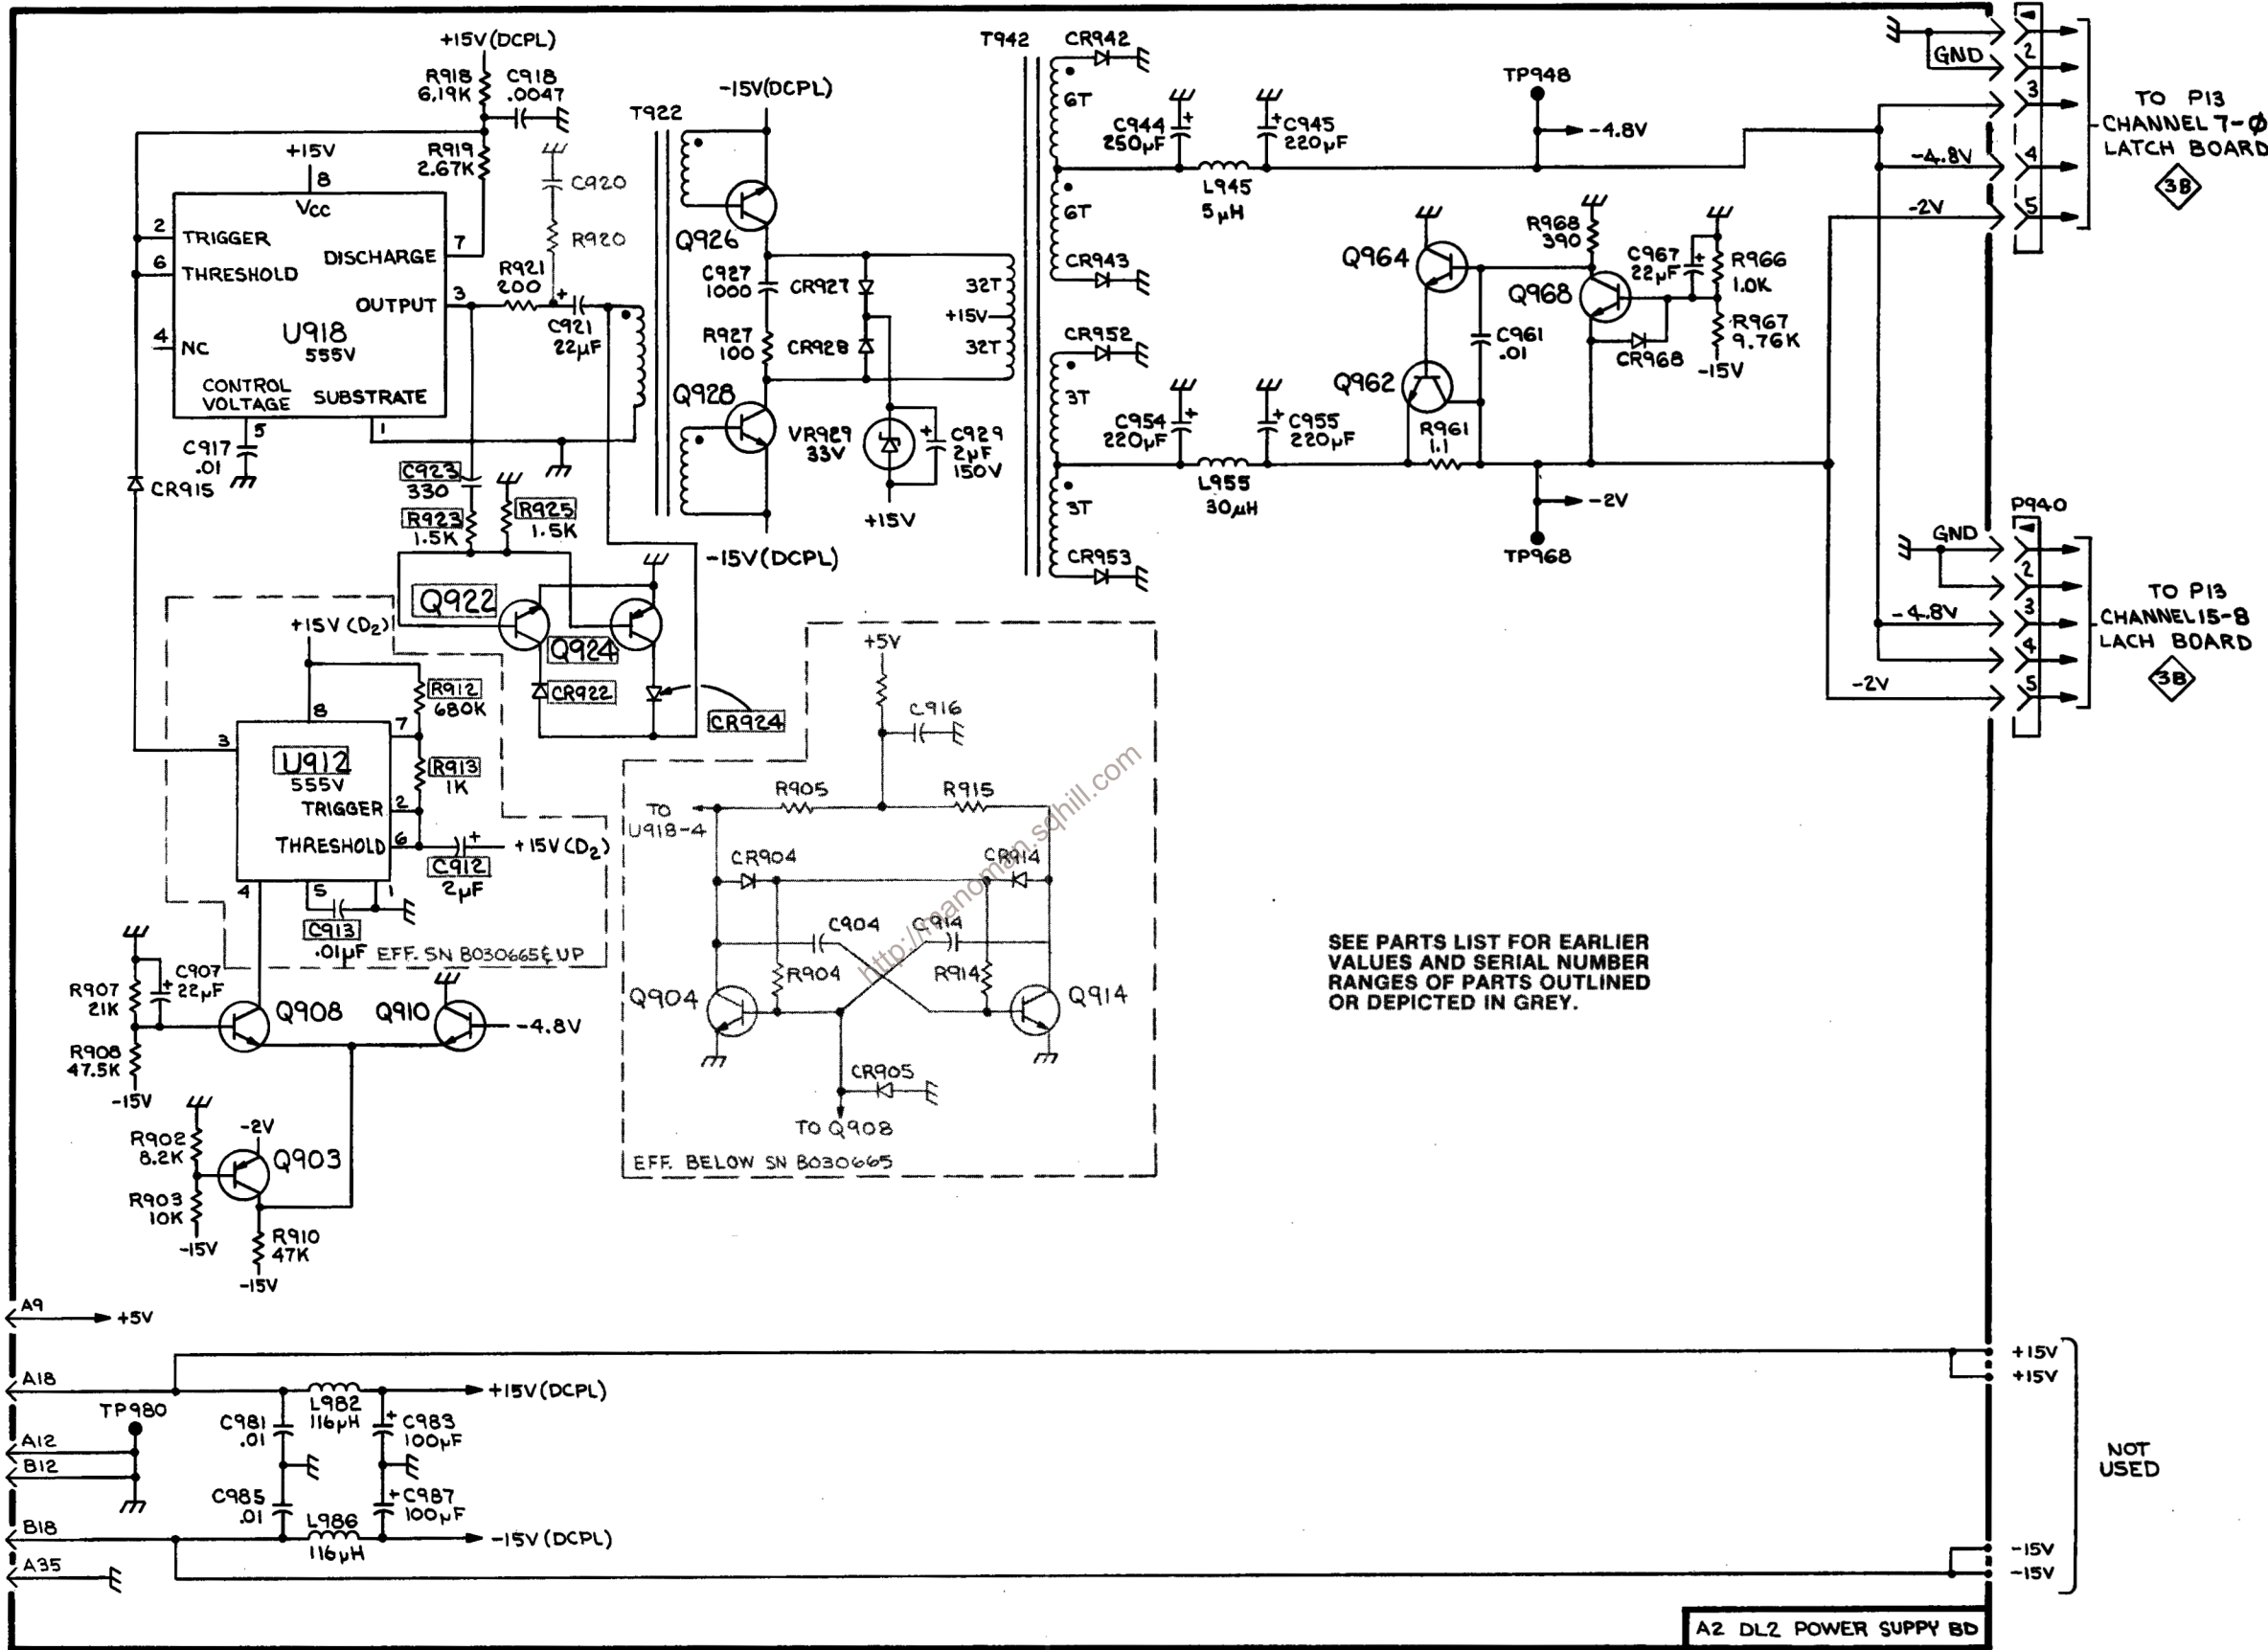 +15V(DCPL)
R918
6.19K
C918
.0047
R919
2.67K
+15V
8
VCC
2
TRIGGER
6
THRESHOLD
DISCHARGE
7
OUTPUT
3
4
NC
U918
555V
CONTROL
VOLTAGE
SUBSTRATE
5
1
C917
.01
CR915
C920
R920
R921
200
C921
22µF
C923
330
R923
1.5K
R925
1.5K
T922
-15V(DCPL)
Q926
C927
1000
CR927
R927
100
CR928
Q928
32T
+15V
32T
VR929
33V
C929
2µF
150V
+15V
-15V(DCPL)
Q922
Q924
CR922
CR924
T942
CR942
6T
6T
CR943
CR952
3T
3T
CR953
C944
250µF
C945
220µF
L945
5µH
TP948
-4.8V
C954
220µF
C955
220µF
L955
30µH
Q964
Q962
R961
1.1
C961
.01
R968
390
Q968
CR968
C967
22µF
R966
1.0K
R967
9.76K
-15V
-2V
TP968
GND
2
3
-4.8V
4
-2V
5
TO P13
CHANNEL 7-Ø
LATCH BOARD
3B
P940
GND
2
-4.8V
3
4
-2V
5
TO P13
CHANNEL 15-8
LACH BOARD
3B
+15V (D2)
8
R912
680K
7
3
U912
555V
R913
1K
TRIGGER
2
THRESHOLD
6
+15V(D2)
C912
2µF
4
5
1
C913
.01µF
EFF. SN B030665 & UP
C907
22µF
R907
21K
Q908
Q910
-4.8V
R908
47.5K
-15V
R902
8.2K
-2V
Q903
R903
10K
-15V
R910
47K
-15V
+5V
C916
R905
R915
TO
U918-4
CR904
CR914
C904
C914
R904
R914
Q904
Q914
CR905
TO Q908
EFF. BELOW SN B030665
http://manoman.sqhill.com
SEE PARTS LIST FOR EARLIER
VALUES AND SERIAL NUMBER
RANGES OF PARTS OUTLINED
OR DEPICTED IN GREY.
A9
+5V
A18
L982
116µH
+15V(DCPL)
TP980
C981
.01
C983
100µF
A12
B12
C985
.01
C987
100µF
B18
L986
116µH
-15V(DCPL)
A35
+15V
+15V
NOT
USED
-15V
-15V
A2 DL2 POWER SUPPY BD